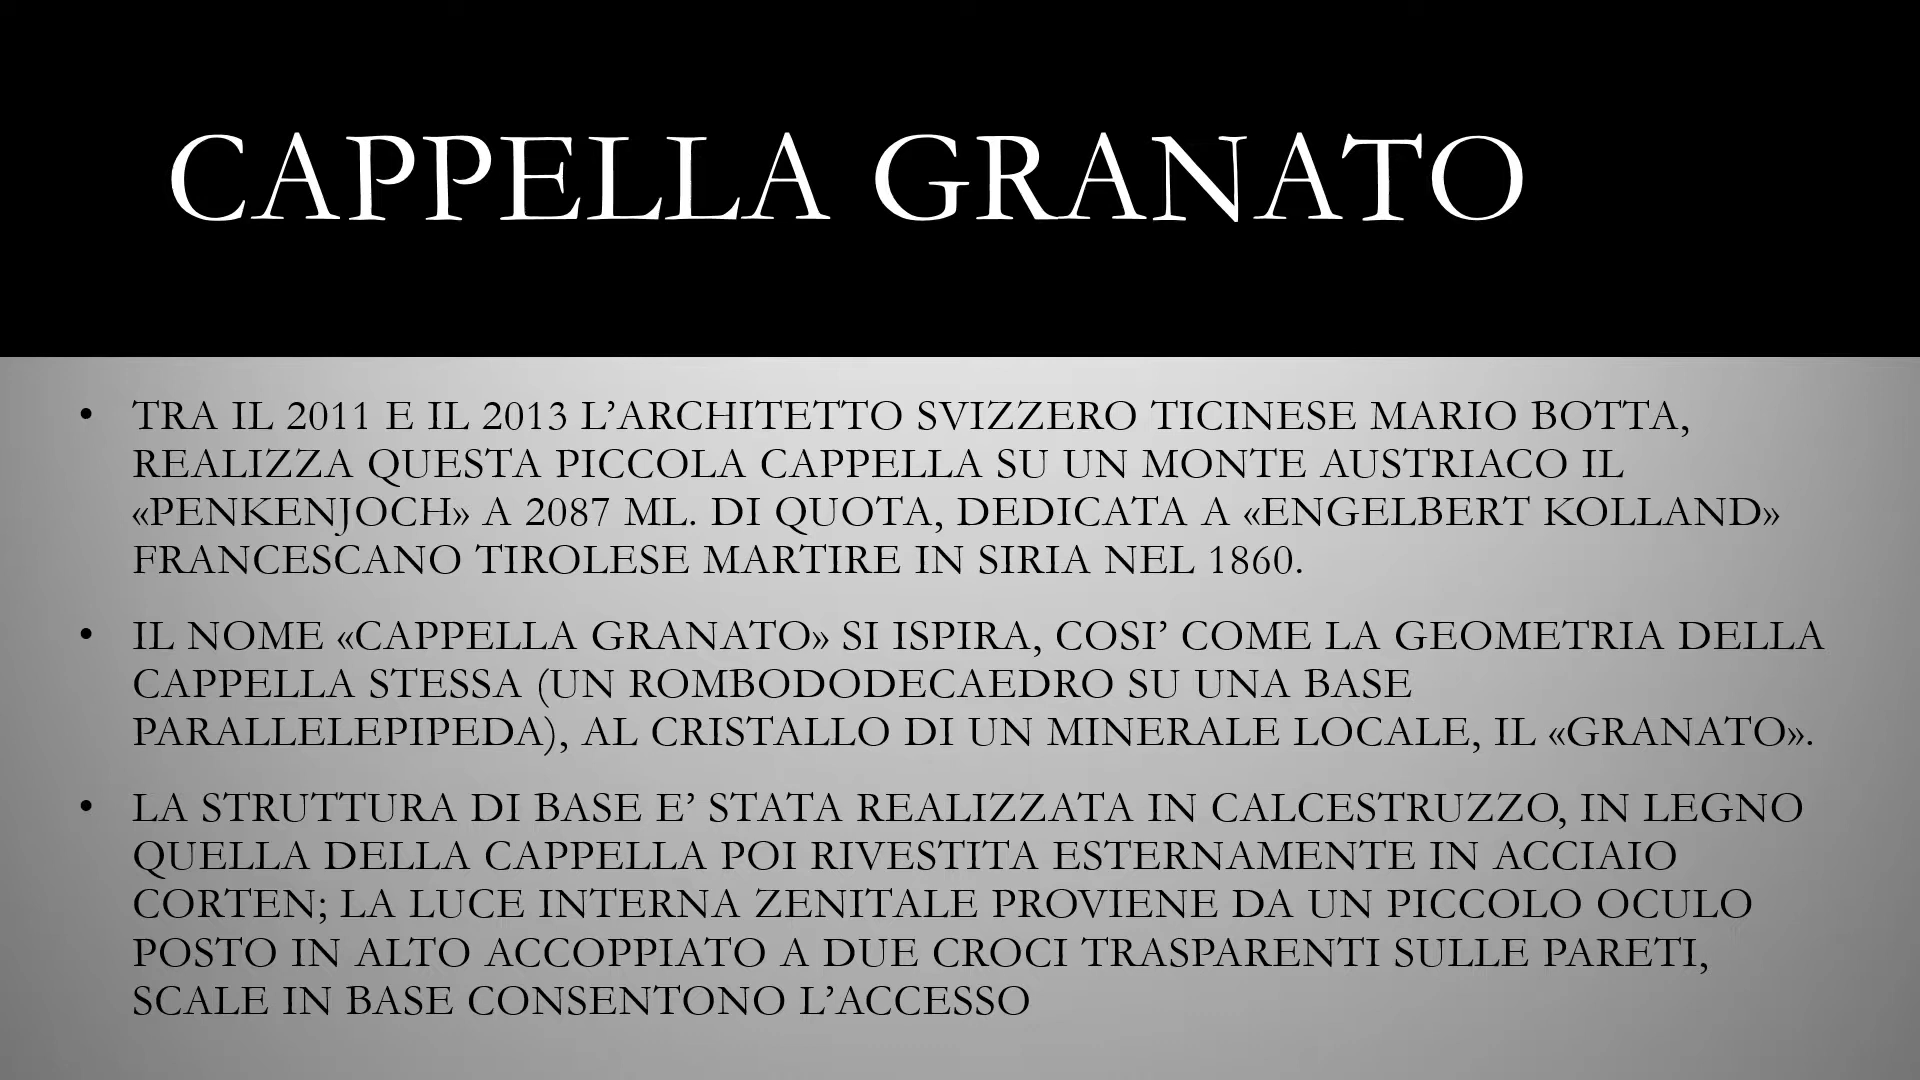 CAPPELLA GRANATO
• TRA IL 2011 E IL 2013 L’ARCHITETTO SVIZZERO TICINESE MARIO BOTTA,
REALIZZA QUESTA PICCOLA CAPPELLA SU UN MONTE AUSTRIACO IL
«PENKENJOCH» A 2087 ML. DI QUOTA, DEDICATA A «ENGELBERT KOLLAND»
FRANCESCANO TIROLESE MARTIRE IN SIRIA NEL 1860.
• IL NOME «CAPPELLA GRANATO» SI ISPIRA, COSI’ COME LA GEOMETRIA DELLA
CAPPELLA STESSA (UN ROMBODODECAEDRO SU UNA BASE
PARALLELEPIPEDA), AL CRISTALLO DI UN MINERALE LOCALE, IL «GRANATO».
• LA STRUTTURA DI BASE E’ STATA REALIZZATA IN CALCESTRUZZO, IN LEGNO
QUELLA DELLA CAPPELLA POI RIVESTITA ESTERNAMENTE IN ACCIAIO
CORTEN; LA LUCE INTERNA ZENITALE PROVIENE DA UN PICCOLO OCULO
POSTO IN ALTO ACCOPPIATO A DUE CROCI TRASPARENTI SULLE PARETI,
SCALE IN BASE CONSENTONO L’ACCESSO